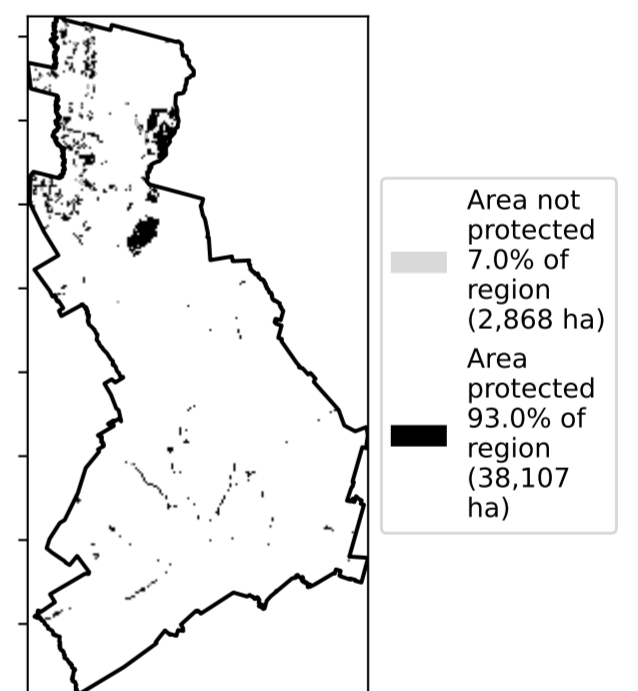 Area not
protected
7.0% of
region
(2,868 ha)
Area
protected
93.0% of
region
(38,107
ha)